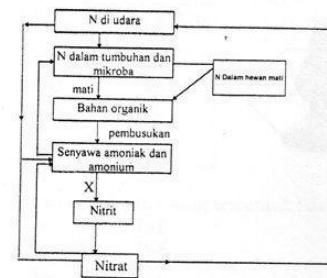 N di udara
N dalam tumbuhan dan
mikroba
N Dalam hewan mati
mati
Bahan organik
pembusukan
Senyawa amoniak dan
amonium
X
Nitrit
Nitrat